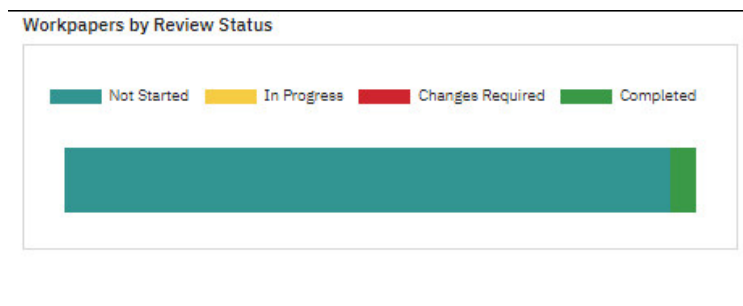 Workpapers by Review Status
Not Started In Progress Changes Required Completed